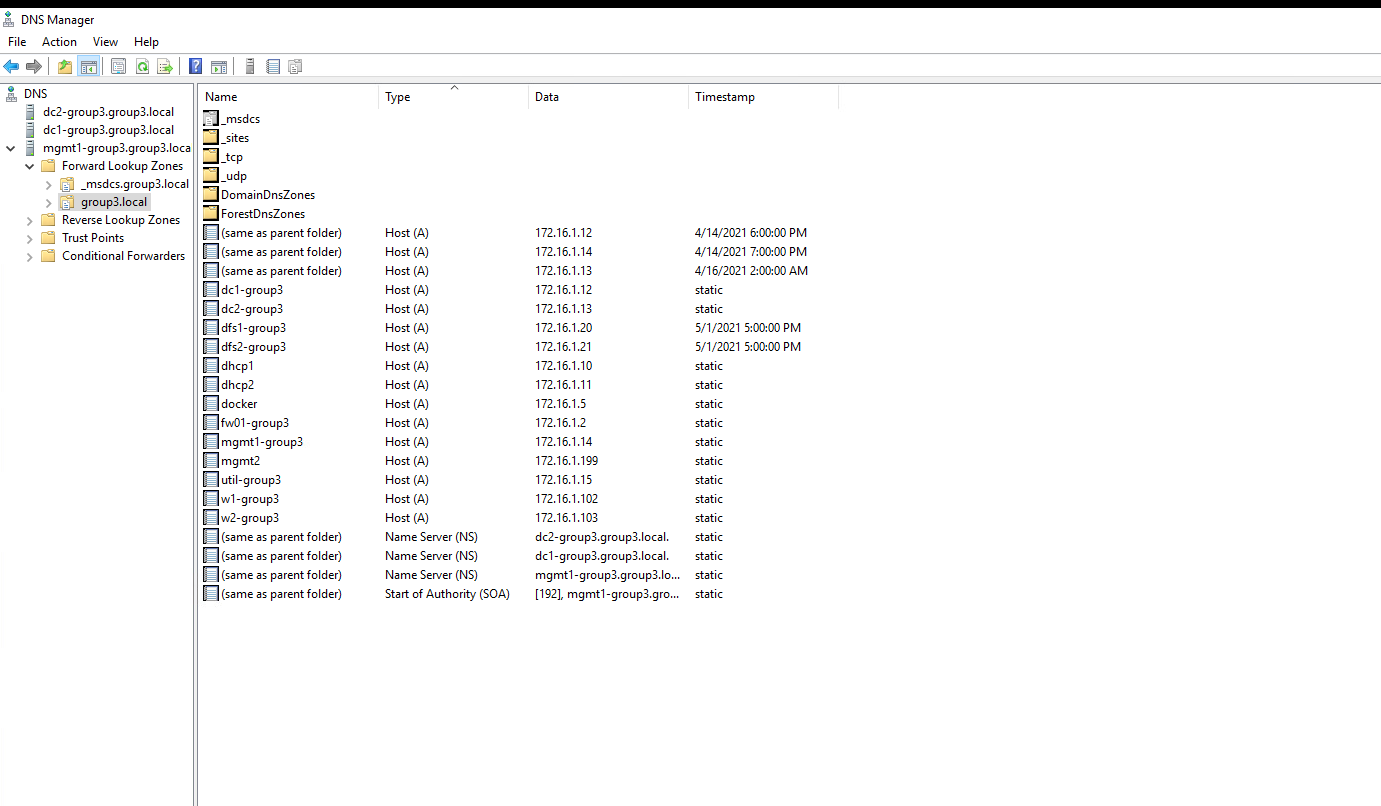 DNS Manager
File Action View Help
DNS
dc2-group3.group3.local
dc1-group3.group3.local
mgmt1-group3.group3.loca
Forward Lookup Zones
_msdcs.group3.local
group3.local
Reverse Lookup Zones
Trust Points
Conditional Forwarders
Name Type Data Timestamp
_msdcs
_sites
_tcp
_udp
DomainDnsZones
ForestDnsZones
(same as parent folder) Host (A) 172.16.1.12 4/14/2021 6:00:00 PM
(same as parent folder) Host (A) 172.16.1.14 4/14/2021 7:00:00 PM
(same as parent folder) Host (A) 172.16.1.13 4/16/2021 2:00:00 AM
dc1-group3 Host (A) 172.16.1.12 static
dc2-group3 Host (A) 172.16.1.13 static
dfs1-group3 Host (A) 172.16.1.20 5/1/2021 5:00:00 PM
dfs2-group3 Host (A) 172.16.1.21 5/1/2021 5:00:00 PM
dhcp1 Host (A) 172.16.1.10 static
dhcp2 Host (A) 172.16.1.11 static
docker Host (A) 172.16.1.5 static
fw01-group3 Host (A) 172.16.1.2 static
mgmt1-group3 Host (A) 172.16.1.14 static
mgmt2 Host (A) 172.16.1.199 static
util-group3 Host (A) 172.16.1.15 static
w1-group3 Host (A) 172.16.1.102 static
w2-group3 Host (A) 172.16.1.103 static
(same as parent folder) Name Server (NS) dc2-group3.group3.local. static
(same as parent folder) Name Server (NS) dc1-group3.group3.local. static
(same as parent folder) Name Server (NS) mgmt1-group3.group3.lo... static
(same as parent folder) Start of Authority (SOA) [192], mgmt1-group3.gro... static